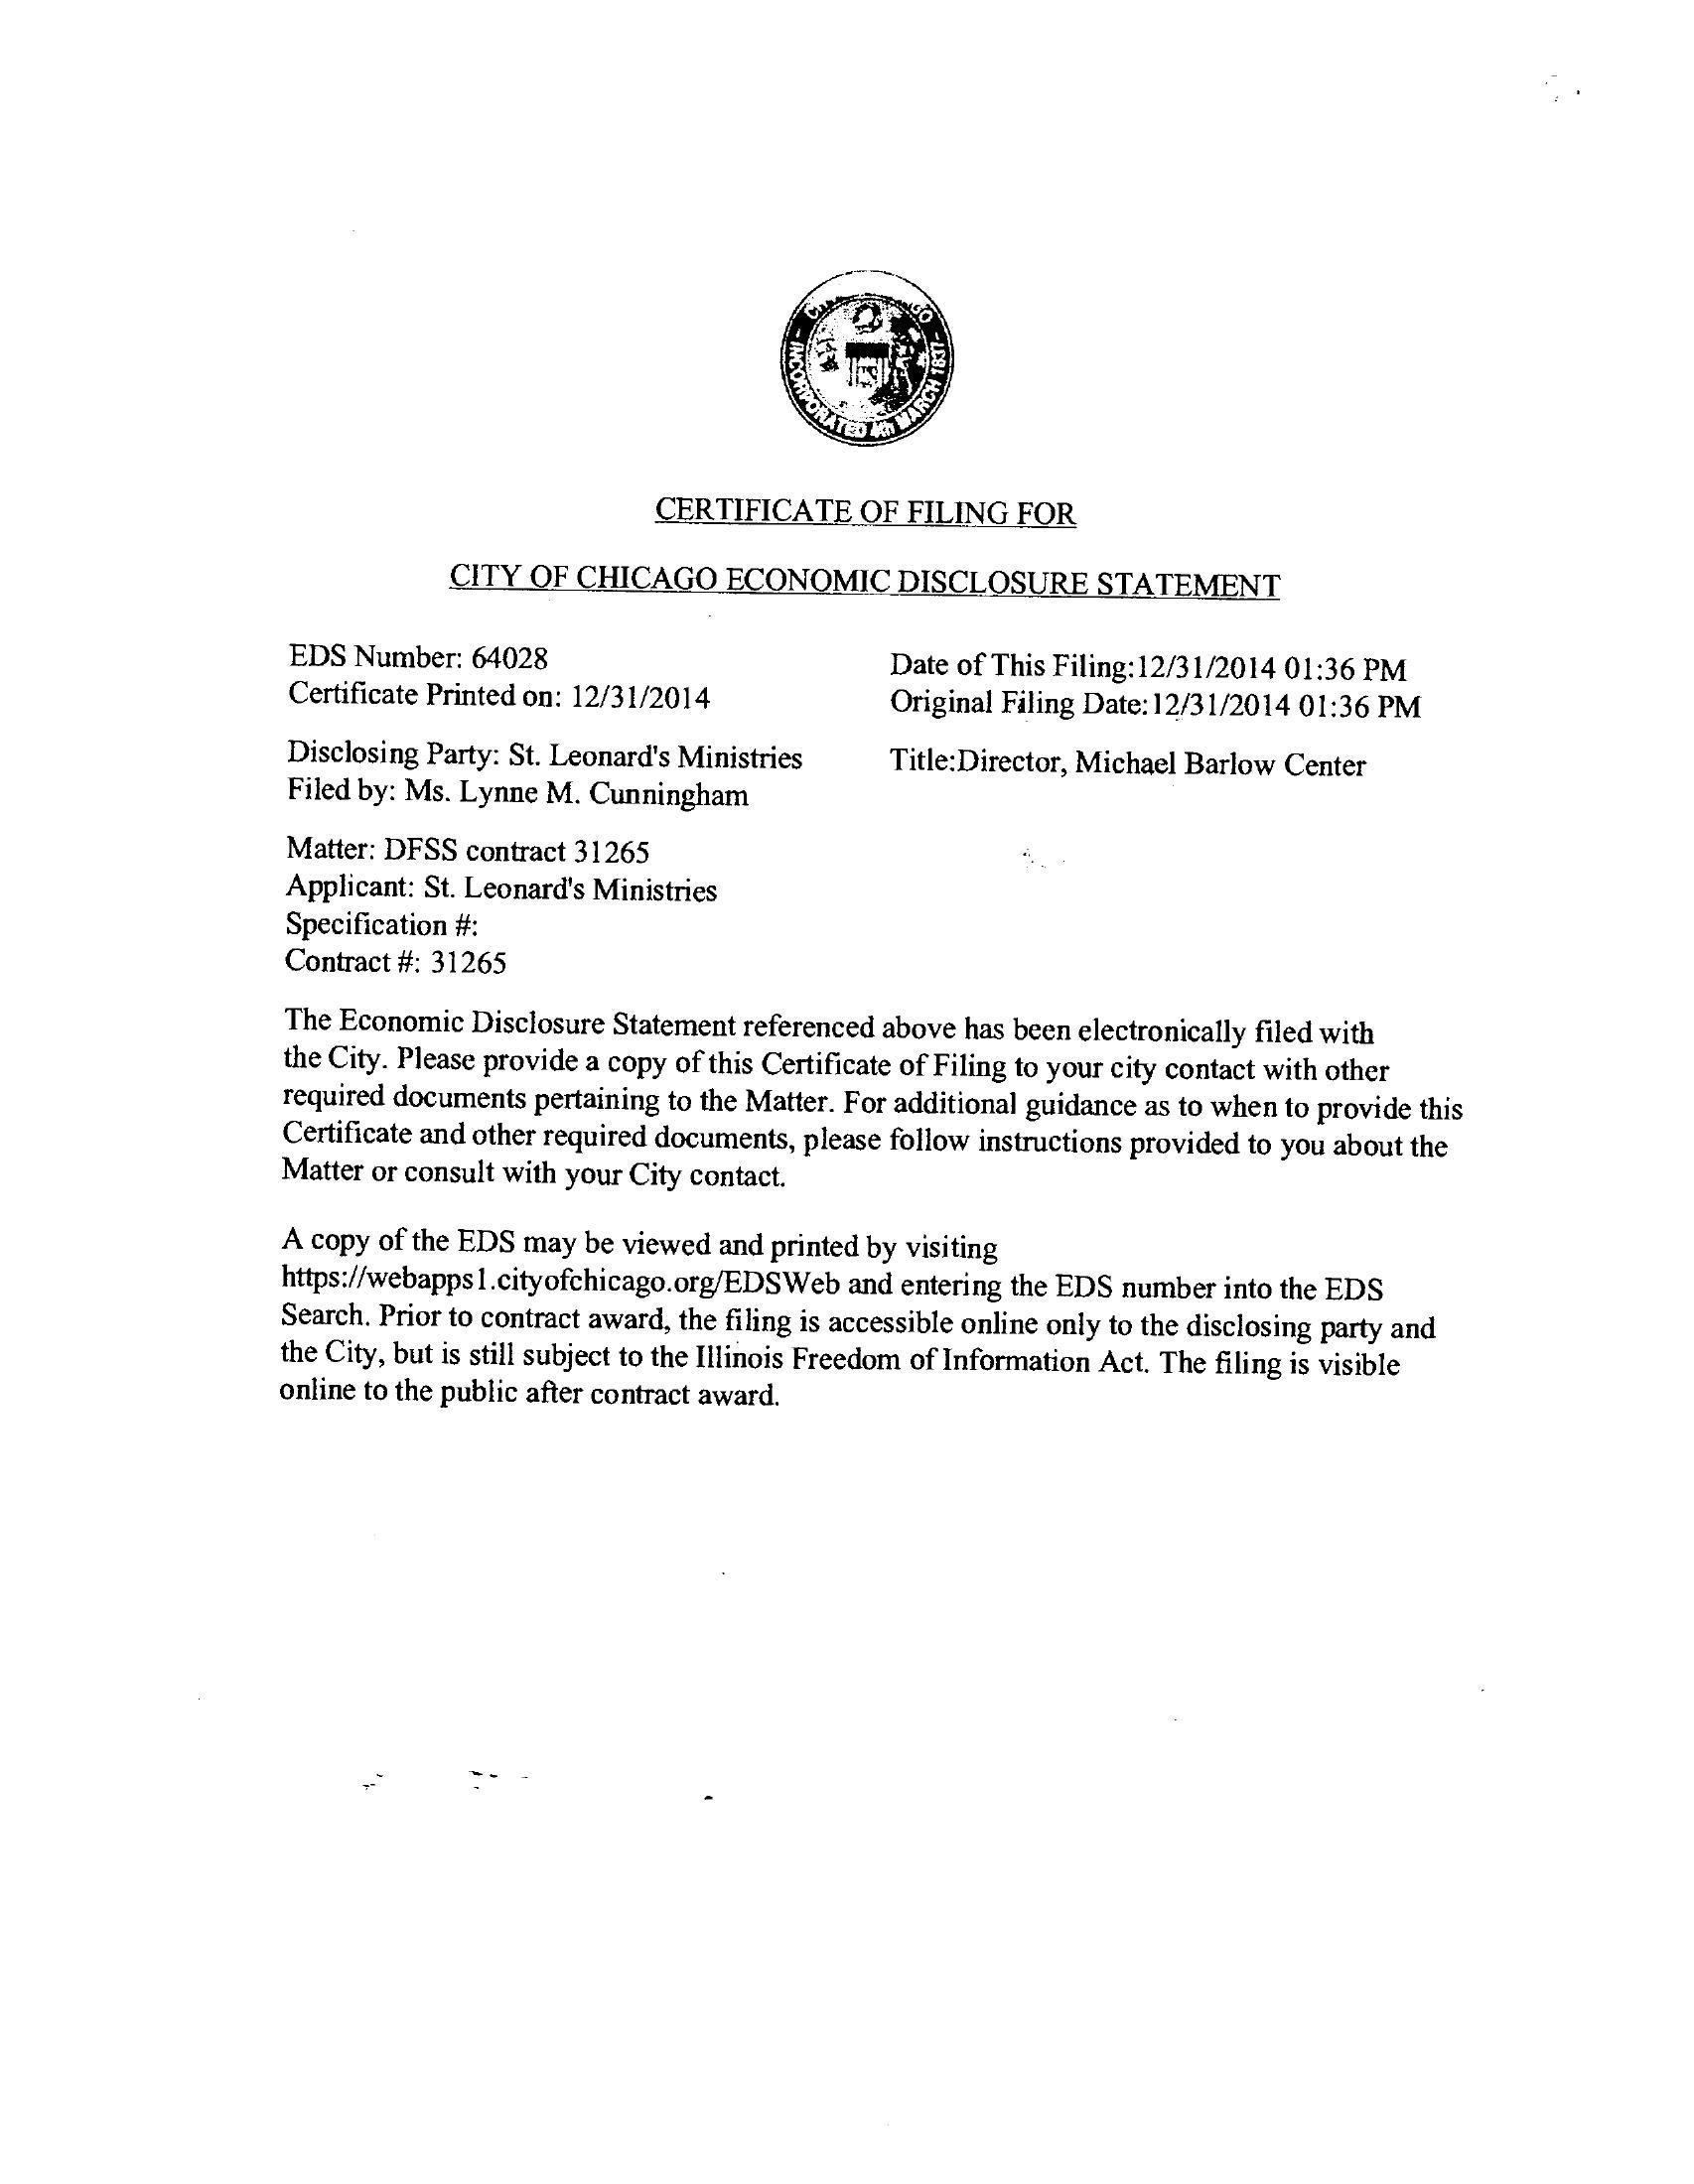 INCORPORATED 4th MARCH 1837
CERTIFICATE OF FILING FOR
CITY OF CHICAGO ECONOMIC DISCLOSURE STATEMENT
EDS Number: 64028
Certificate Printed on: 12/31/2014
Date of This Filing:12/31/2014 01:36 PM
Original Filing Date:12/31/2014 01:36 PM
Disclosing Party: St. Leonard's Ministries
Filed by: Ms. Lynne M. Cunningham
Title:Director, Michael Barlow Center
Matter: DFSS contract 31265
Applicant: St. Leonard's Ministries
Specification #:
Contract #: 31265
The Economic Disclosure Statement referenced above has been electronically filed with
the City. Please provide a copy of this Certificate of Filing to your city contact with other
required documents pertaining to the Matter. For additional guidance as to when to provide this
Certificate and other required documents, please follow instructions provided to you about the
Matter or consult with your City contact.
A copy of the EDS may be viewed and printed by visiting
https://webapps1.cityofchicago.org/EDSWeb and entering the EDS number into the EDS
Search. Prior to contract award, the filing is accessible online only to the disclosing party and
the City, but is still subject to the Illinois Freedom of Information Act. The filing is visible
online to the public after contract award.